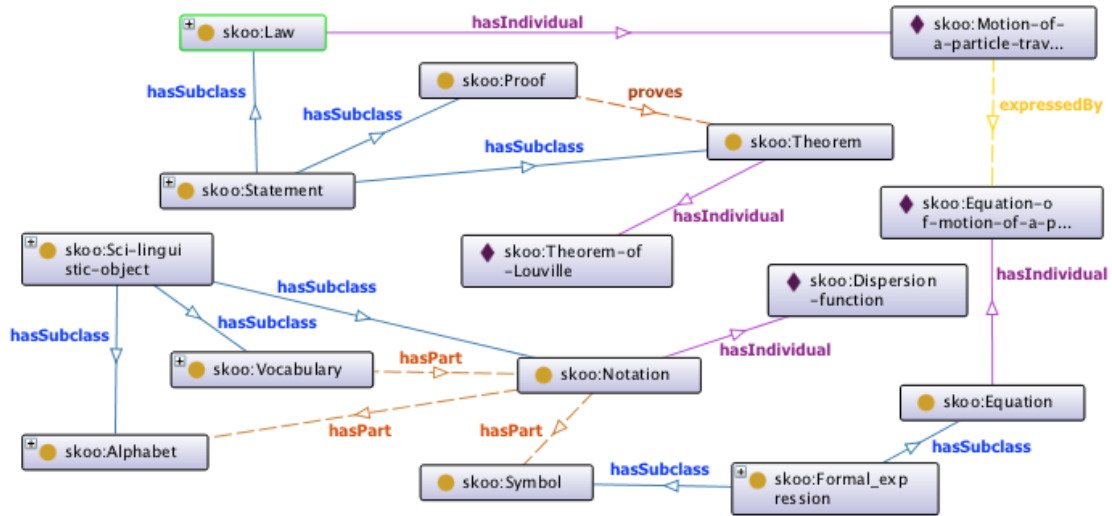 hasIndividual
skoo:Law
skoo:Motion-of-
a-particle-trav...
skoo:Proof
hasSubclass
proves
expressedBy
hasSubclass
skoo:Theorem
hasSubclass
skoo:Statement
skoo:Equation-o
f-motion-of-a-p...
hasIndividual
skoo:Sci-lingui
stic-object
skoo:Theorem-of
-Louville
hasIndividual
skoo:Dispersion
-function
hasSubclass
hasSubclass
hasSubclass
hasIndividual
hasPart
skoo:Vocabulary
skoo:Notation
skoo:Equation
hasPart
hasPart
hasSubclass
skoo:Alphabet
hasSubclass
skoo:Symbol
skoo:Formal_exp
ression